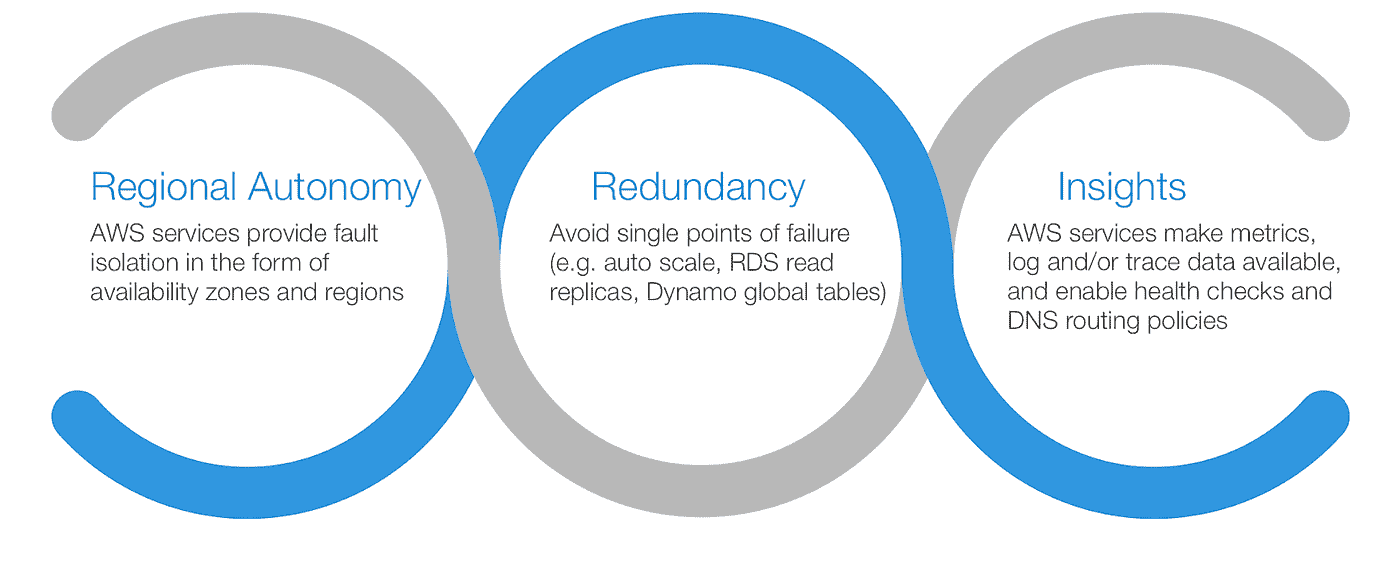 Regional Autonomy
AWS services provide fault
isolation in the form of
availability zones and regions
Redundancy
Avoid single points of failure
(e.g. auto scale, RDS read
replicas, Dynamo global tables)
Insights
AWS services make metrics,
log and/or trace data available,
and enable health checks and
DNS routing policies